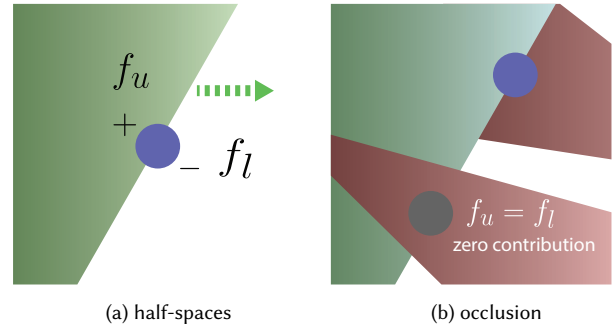 f_u
+
− f_l
f_u = f_l
zero contribution
(a) half-spaces
(b) occlusion